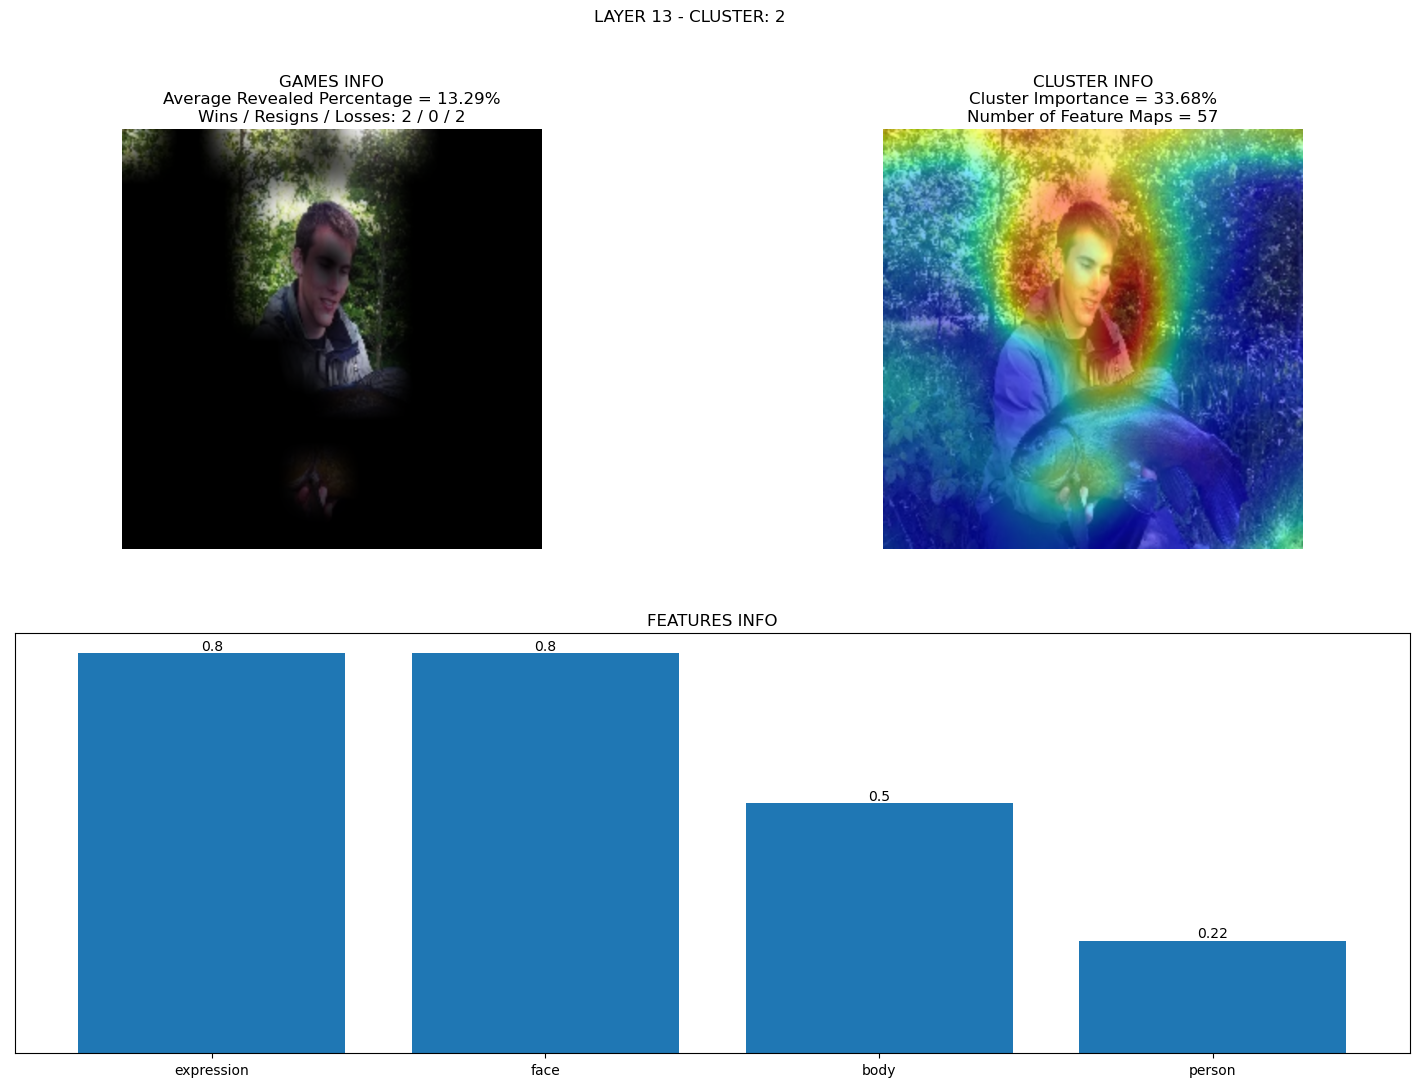 LAYER 13 - CLUSTER: 2
GAMES INFO
Average Revealed Percentage = 13.29%
Wins / Resigns / Losses: 2 / 0 / 2
CLUSTER INFO
Cluster Importance = 33.68%
Number of Feature Maps = 57
FEATURES INFO
0.8
0.8
0.5
0.22
expression
face
body
person